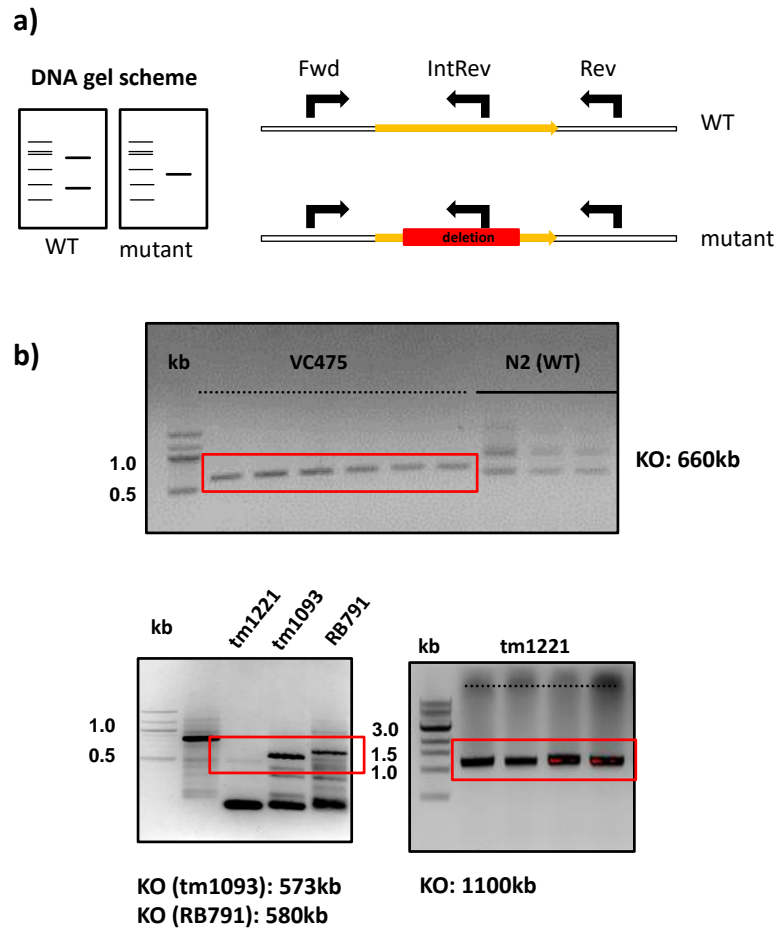 a)
DNA gel scheme
WT
mutant
Fwd IntRev Rev
WT
deletion
mutant
b)
kb VC475 N2 (WT)
1.0
0.5
KO: 660kb
kb tm1221 tm1093 RB791
1.0
0.5
KO (tm1093): 573kb
KO (RB791): 580kb
kb tm1221
3.0
1.5
1.0
KO: 1100kb